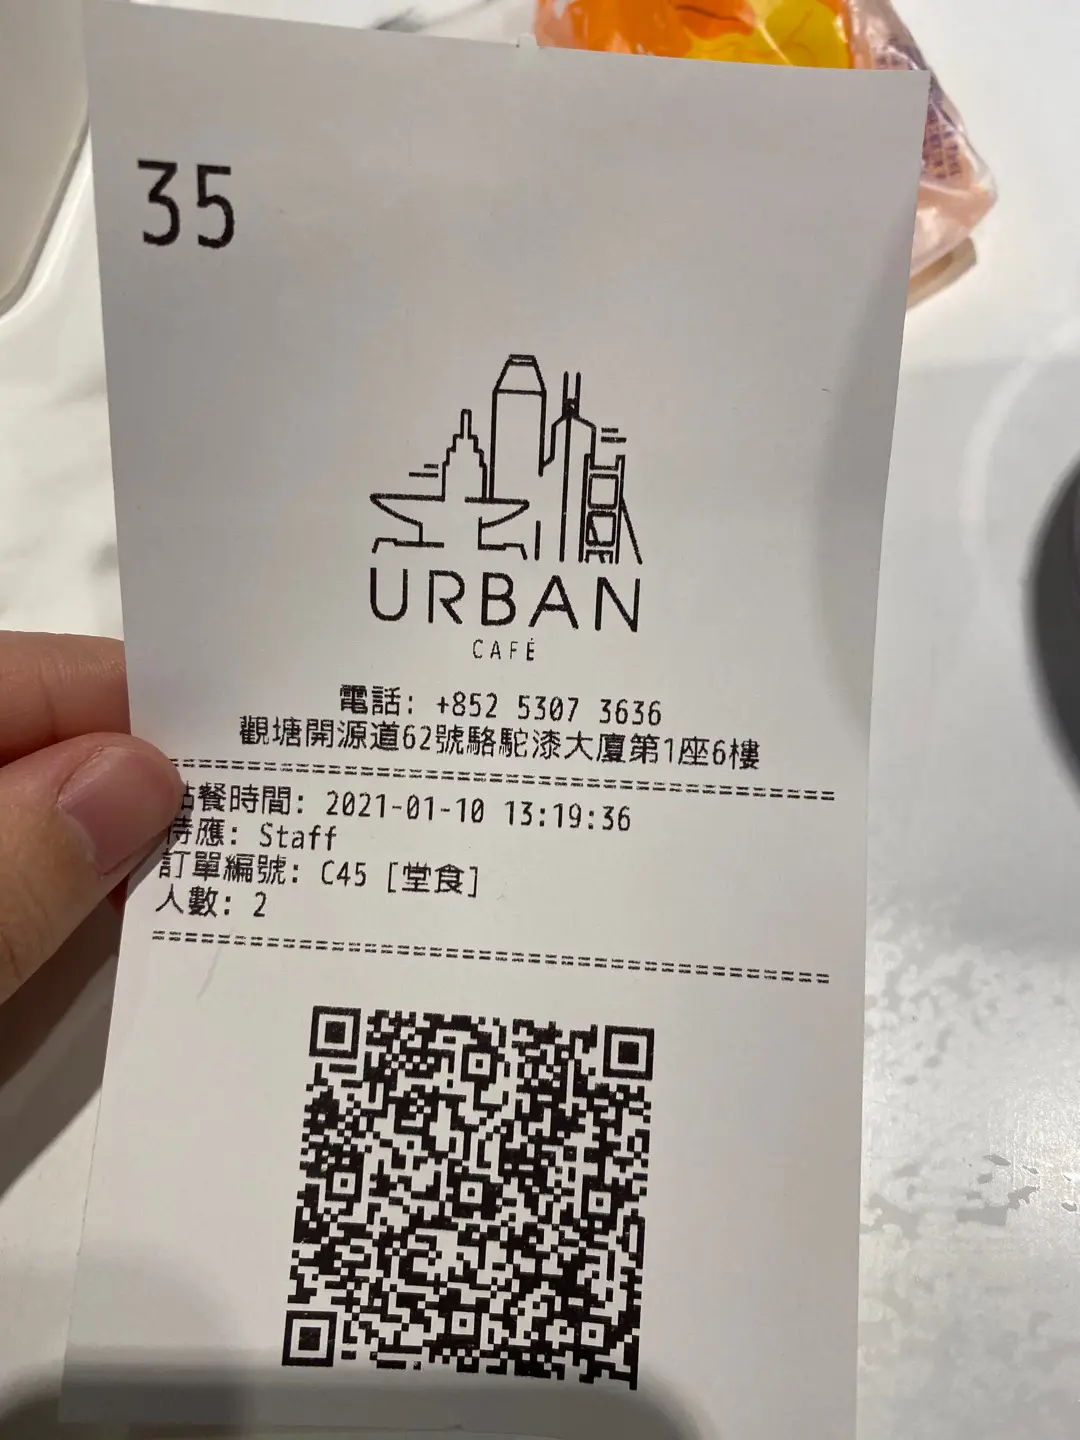 35
URBAN
CAFÉ
電話: +852 5307 3636
觀塘開源道62號駱駝漆大廈第1座6樓
點餐時間: 2021-01-10 13:19:36
侍應: Staff
訂單編號: C45 [堂食]
人數: 2